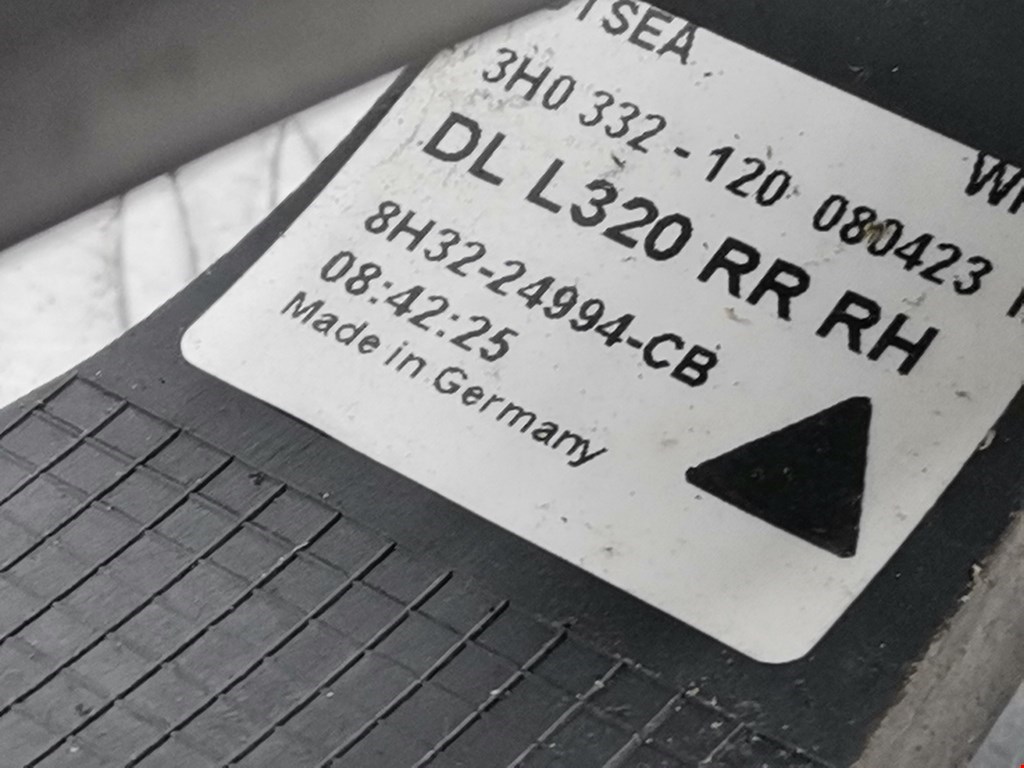 3H0 332 - 120 080423
DL L320 RR RH
8H32-24994-CB
08:42:25
Made in Germany